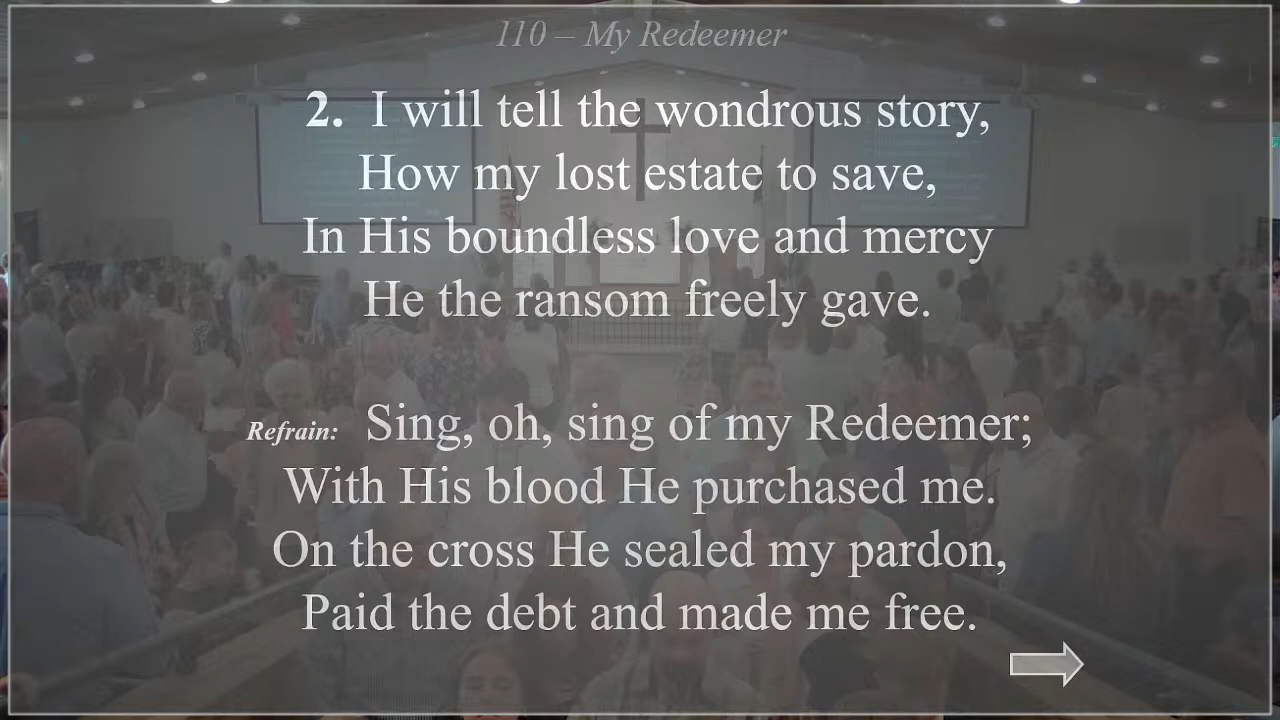 110 – My Redeemer
2. I will tell the wondrous story,
How my lost estate to save,
In His boundless love and mercy
He the ransom freely gave.
Refrain: Sing, oh, sing of my Redeemer;
With His blood He purchased me.
On the cross He sealed my pardon,
Paid the debt and made me free.